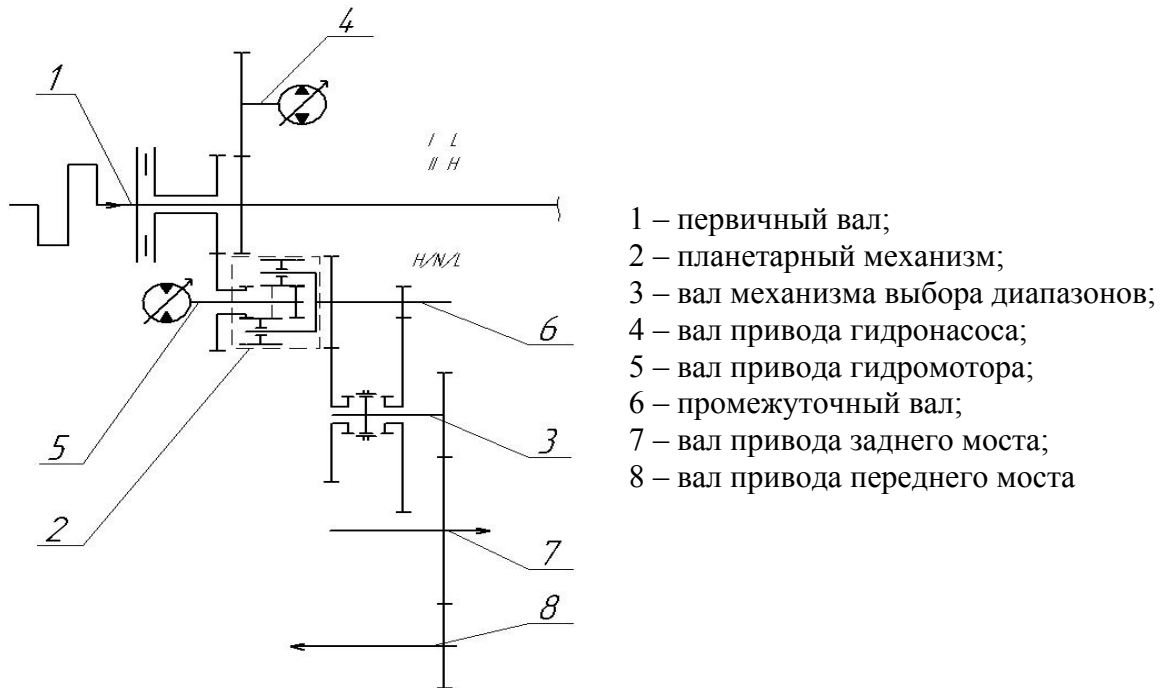 4
1
I L
II H
H/N/L
6
5
3
2
7
8
1 – первичный вал;
2 – планетарный механизм;
3 – вал механизма выбора диапазонов;
4 – вал привода гидронасоса;
5 – вал привода гидромотора;
6 – промежуточный вал;
7 – вал привода заднего моста;
8 – вал привода переднего моста